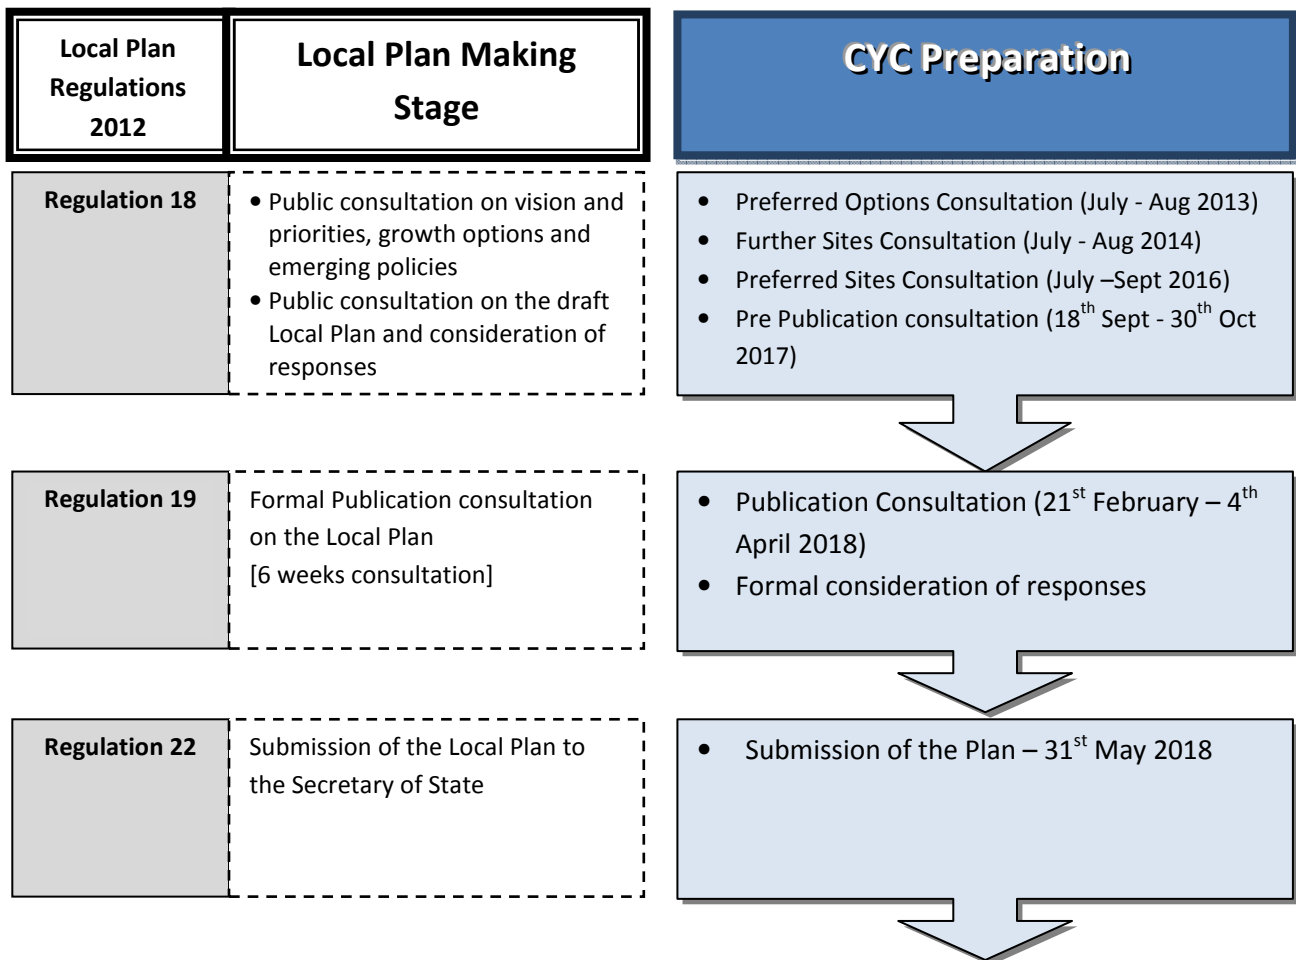 Local Plan
Regulations
2012
Local Plan Making
Stage
CYC Preparation
Regulation 18
• Public consultation on vision and
priorities, growth options and
emerging policies
• Public consultation on the draft
Local Plan and consideration of
responses
• Preferred Options Consultation (July - Aug 2013)
• Further Sites Consultation (July - Aug 2014)
• Preferred Sites Consultation (July –Sept 2016)
• Pre Publication consultation (18th Sept - 30th Oct
2017)
Regulation 19
Formal Publication consultation
on the Local Plan
[6 weeks consultation]
• Publication Consultation (21st February – 4th
April 2018)
• Formal consideration of responses
Regulation 22
Submission of the Local Plan to
the Secretary of State
• Submission of the Plan – 31st May 2018